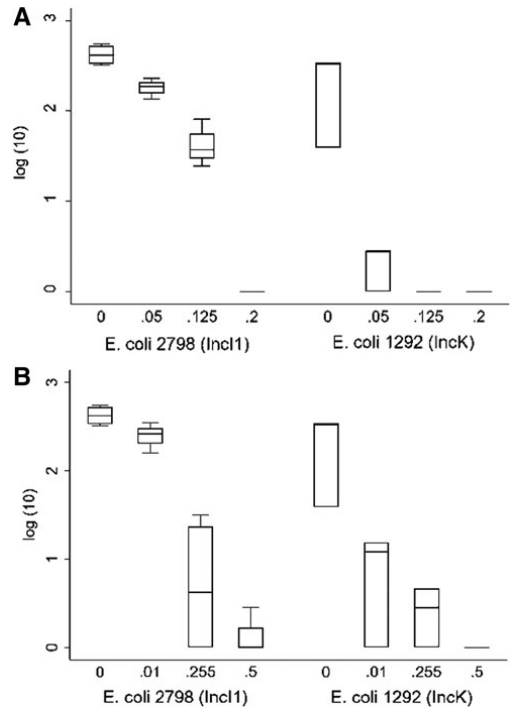 A
3
2
1
0
log (10)
0 .05 .125 .2 0 .05 .125 .2
E. coli 2798 (IncI1) E. coli 1292 (IncK)
B
3
2
1
0
log (10)
0 .01 .255 .5 0 .01 .255 .5
E. coli 2798 (IncI1) E. coli 1292 (IncK)